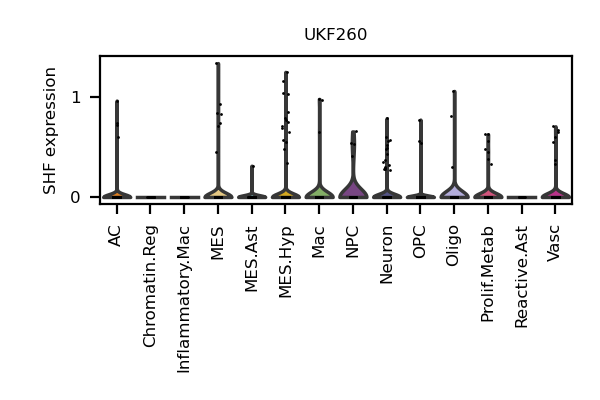 UKF260
SHF expression
1
0
AC
Chromatin.Reg
Inflammatory.Mac
MES
MES.Ast
MES.Hyp
Mac
NPC
Neuron
OPC
Oligo
Prolif.Metab
Reactive.Ast
Vasc